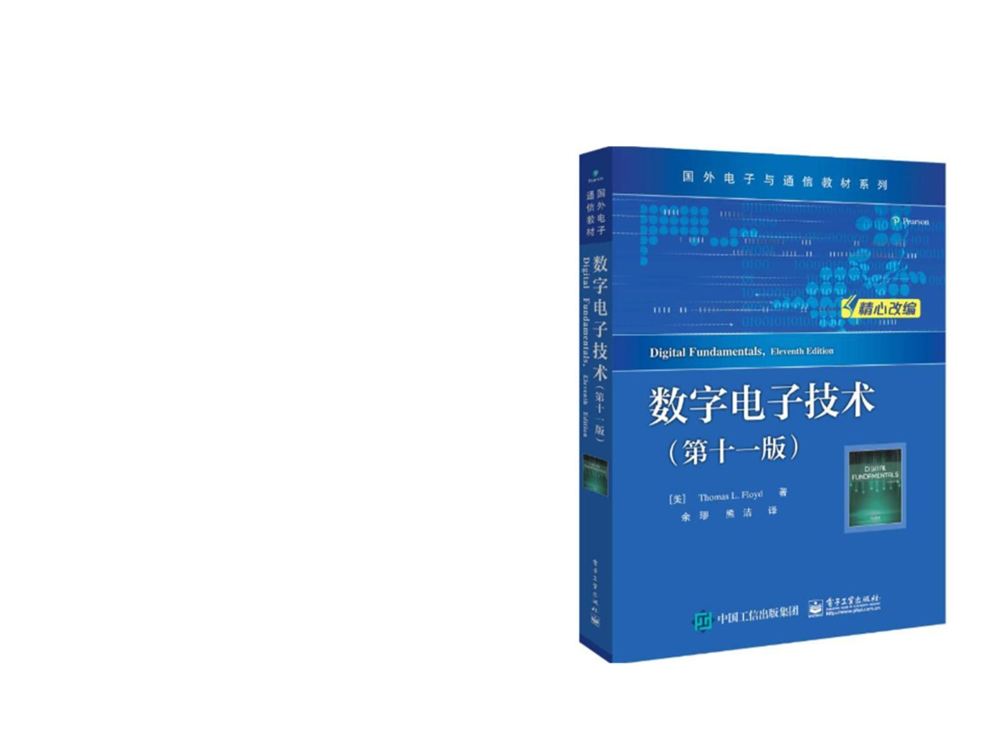 Pearson
国外电子
通信教材
数字电子技术（第十一版）
Digital Fundamentals, Eleventh Edition
电子工业出版社
国外电子与通信教材系列
Pearson
精心改编
Digital Fundamentals, Eleventh Edition
数字电子技术
（第十一版）
DIGITAL
FUNDAMENTALS
[美] Thomas L. Floyd 著
余璆 熊洁 译
中国工信出版集团
电子工业出版社
http://www.phei.com.cn